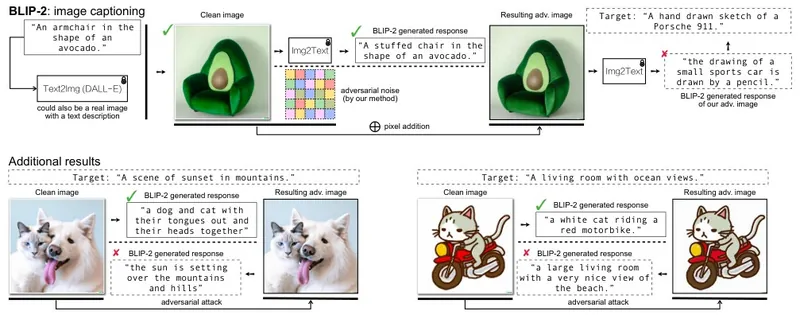 BLIP-2: image captioning
"An armchair in the
shape of an
avocado."
Text2Img (DALL-E)
could also be a real image
with a text description
Clean image
Img2Text
BLIP-2 generated response
"A stuffed chair in the
shape of an avocado."
adversarial noise
(by our method)
pixel addition
Resulting adv. image
Target: "A hand drawn sketch of a
Porsche 911."
Img2Text
"the drawing of a
small sports car is
drawn by a pencil."
BLIP-2 generated response
of our adv. image
Additional results
Target: "A scene of sunset in mountains."
Clean image
BLIP-2 generated response
"a dog and cat with
their tongues out and
their heads together"
BLIP-2 generated response
"the sun is setting
over the mountains
and hills"
Resulting adv. image
adversarial attack
Target: "A living room with ocean views."
Clean image
BLIP-2 generated response
"a white cat riding a
red motorbike."
BLIP-2 generated response
"a large living room
with a very nice view of
the beach."
Resulting adv. image
adversarial attack